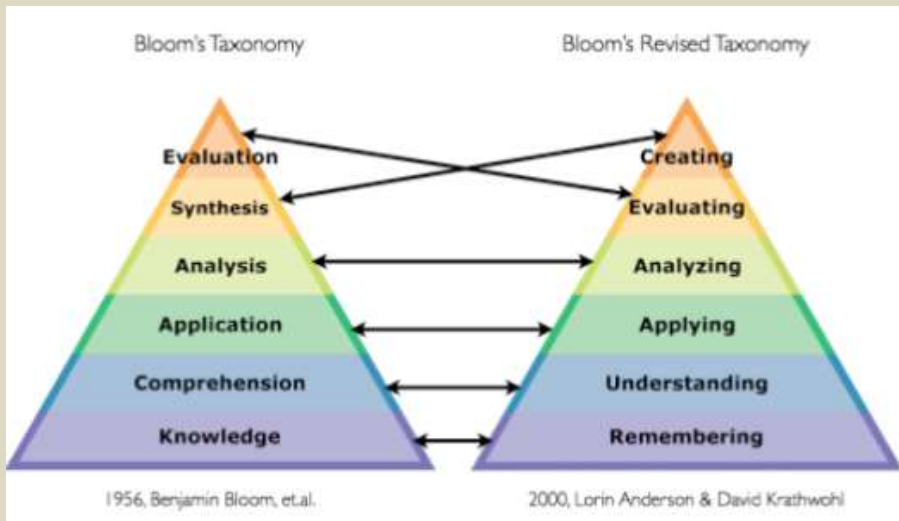 Bloom's Taxonomy
Evaluation
Synthesis
Analysis
Application
Comprehension
Knowledge
1956, Benjamin Bloom, et.al.
Bloom's Revised Taxonomy
Creating
Evaluating
Analyzing
Applying
Understanding
Remembering
2000, Lorin Anderson & David Krathwohl